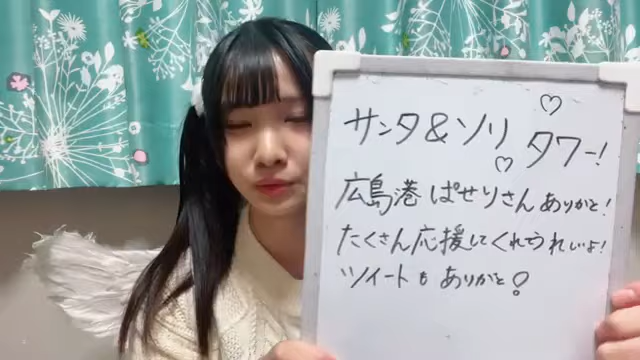 サンタ&ソリ タワー!
広島港 ぱせりさん ありがと!
たくさん応援してくれてうれしいよ!
ツイートもありがと!